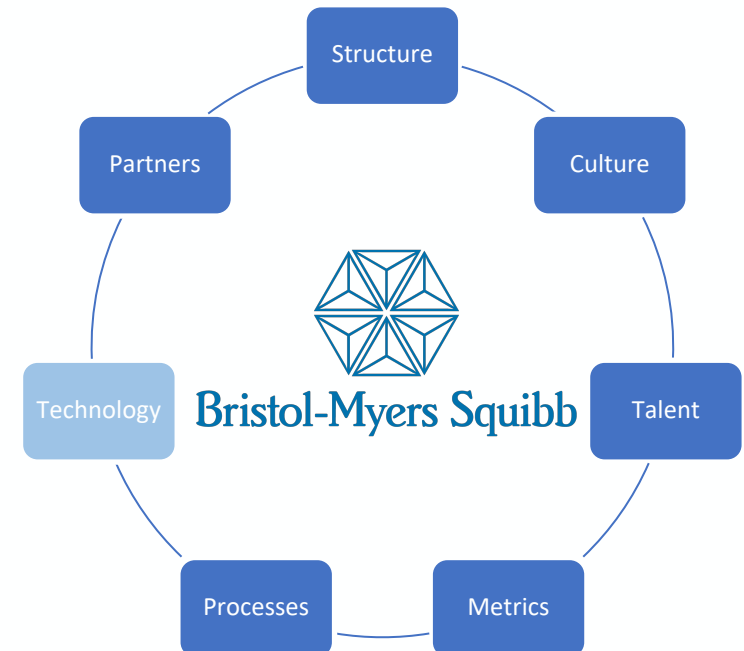 Structure
Partners
Culture
Technology
Bristol-Myers Squibb
Talent
Processes
Metrics